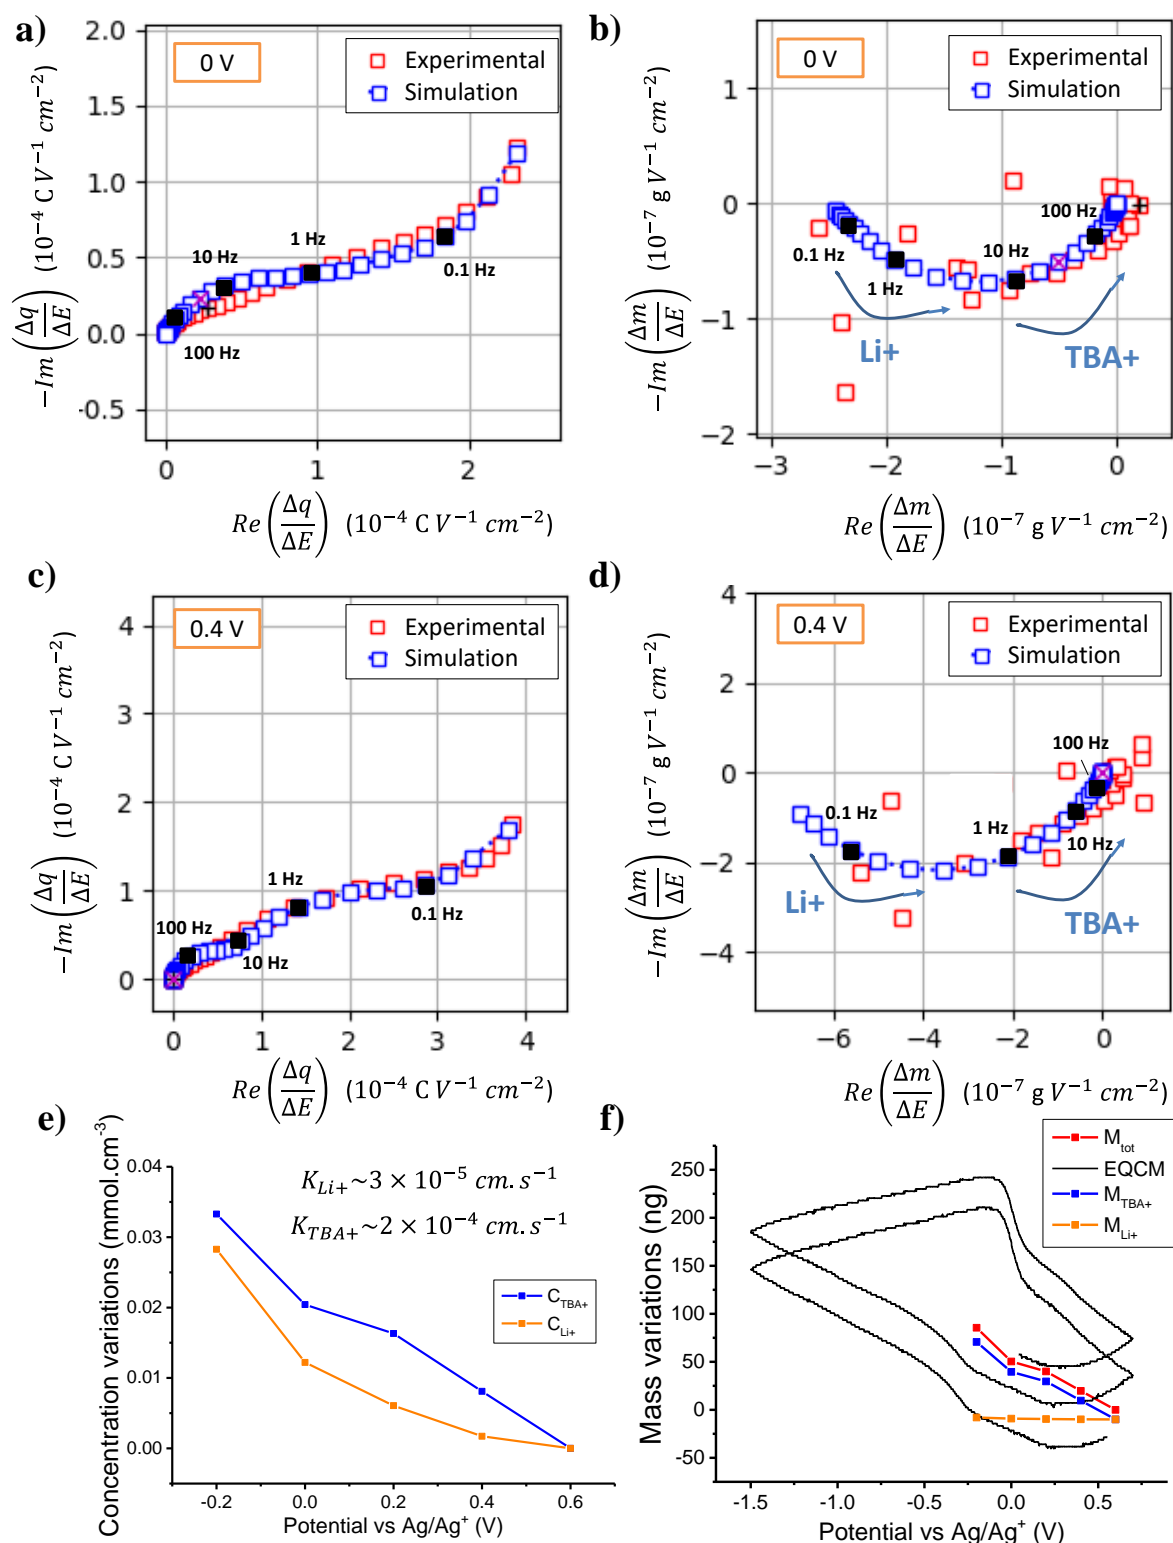 a)
2.0
1.5
1.0
0.5
0.0
-0.5
0 V
Experimental
Simulation
1 Hz
10 Hz
0.1 Hz
100 Hz
0
1
2
−Im(Δq/ΔE) (10⁻⁴ C V⁻¹ cm⁻²)
Re(Δq/ΔE) (10⁻⁴ C V⁻¹ cm⁻²)
b)
1
0
−1
−2
0 V
Experimental
Simulation
100 Hz
10 Hz
0.1 Hz
1 Hz
Li+
TBA+
−3
−2
−1
0
−Im(Δm/ΔE) (10⁻⁷ g V⁻¹ cm⁻²)
Re(Δm/ΔE) (10⁻⁷ g V⁻¹ cm⁻²)
c)
4
3
2
1
0
0.4 V
Experimental
Simulation
1 Hz
100 Hz
0.1 Hz
10 Hz
0
1
2
3
4
−Im(Δq/ΔE) (10⁻⁴ C V⁻¹ cm⁻²)
Re(Δq/ΔE) (10⁻⁴ C V⁻¹ cm⁻²)
d)
4
2
0
−2
−4
0.4 V
Experimental
Simulation
100 Hz
0.1 Hz
1 Hz
10 Hz
Li+
TBA+
−6
−4
−2
0
−Im(Δm/ΔE) (10⁻⁷ g V⁻¹ cm⁻²)
Re(Δm/ΔE) (10⁻⁷ g V⁻¹ cm⁻²)
e)
0.04
0.03
0.02
0.01
0.00
K_Li+~3 × 10⁻⁵ cm.s⁻¹
K_TBA+~2 × 10⁻⁴ cm.s⁻¹
C_TBA+
C_Li+
-0.2
0.0
0.2
0.4
0.6
Concentration variations (mmol.cm⁻³)
Potential vs Ag/Ag⁺ (V)
f)
250
200
150
100
50
0
-50
M_tot
EQCM
M_TBA+
M_Li+
-1.5
-1.0
-0.5
0.0
0.5
Mass variations (ng)
Potential vs Ag/Ag⁺ (V)